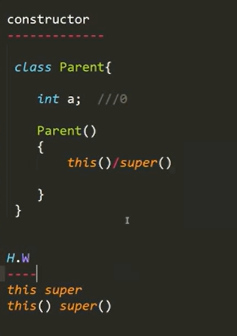 constructor
-------------
class Parent{
int a;  ///0
Parent()
{
this()/super()
}
}
H.W
----
this super
this() super()